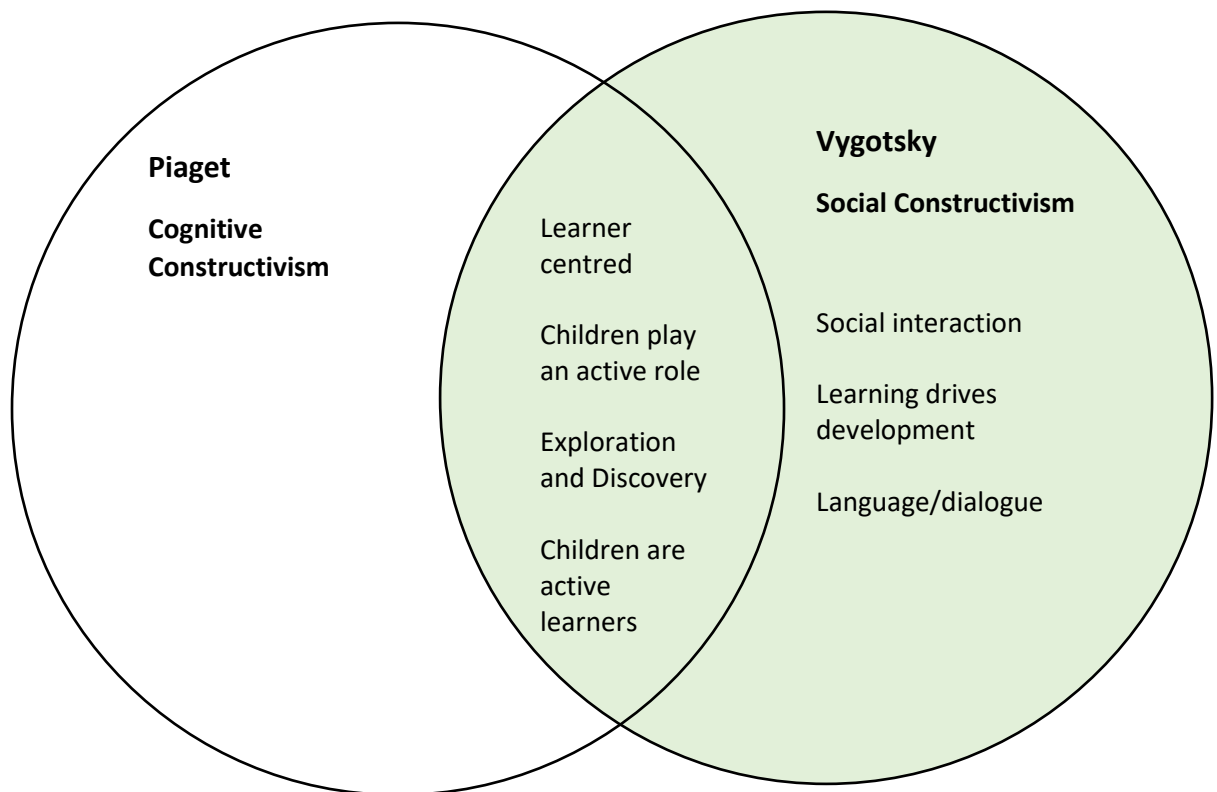 Piaget
Cognitive
Constructivism
Learner
centred
Children play
an active role
Exploration
and Discovery
Children are
active
learners
Vygotsky
Social Constructivism
Social interaction
Learning drives
development
Language/dialogue